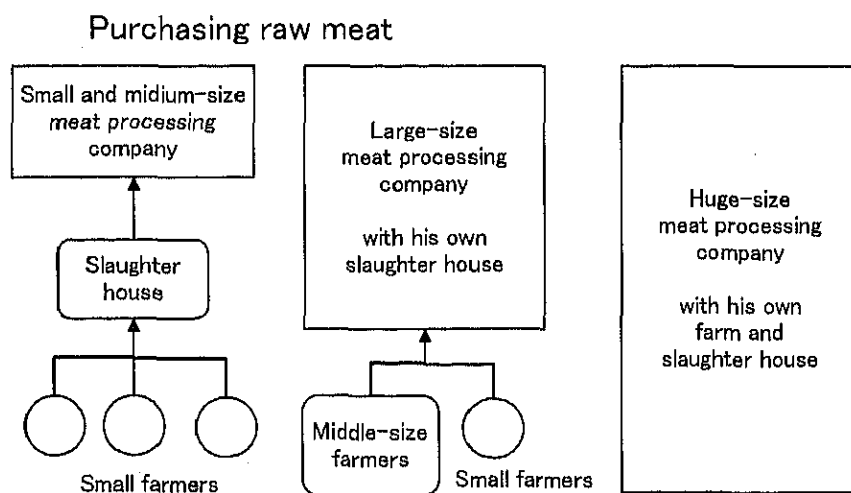 Purchasing raw meat
Small and midium-size
meat processing
company
Slaughter
house
Small farmers
Large-size
meat processing
company
with his own
slaughter house
Middle-size
farmers
Small farmers
Huge-size
meat processing
company
with his own
farm and
slaughter house